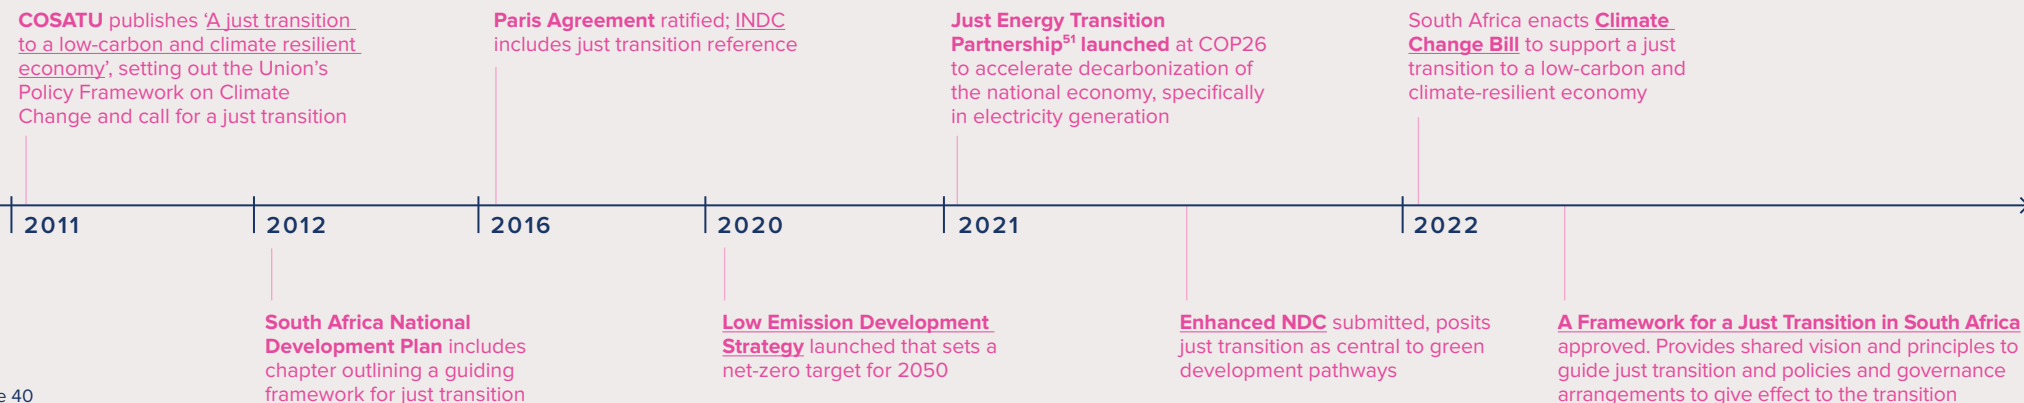 COSATU publishes ‘A just transition
to a low-carbon and climate resilient
economy’, setting out the Union’s
Policy Framework on Climate
Change and call for a just transition
Paris Agreement ratified; INDC
includes just transition reference
Just Energy Transition
Partnership⁵¹ launched at COP26
to accelerate decarbonization of
the national economy, specifically
in electricity generation
South Africa enacts Climate
Change Bill to support a just
transition to a low-carbon and
climate-resilient economy
2011
2012
2016
2020
2021
2022
South Africa National
Development Plan includes
chapter outlining a guiding
framework for just transition
Low Emission Development
Strategy launched that sets a
net-zero target for 2050
Enhanced NDC submitted, posits
just transition as central to green
development pathways
A Framework for a Just Transition in South Africa
approved. Provides shared vision and principles to
guide just transition and policies and governance
arrangements to give effect to the transition
e 40